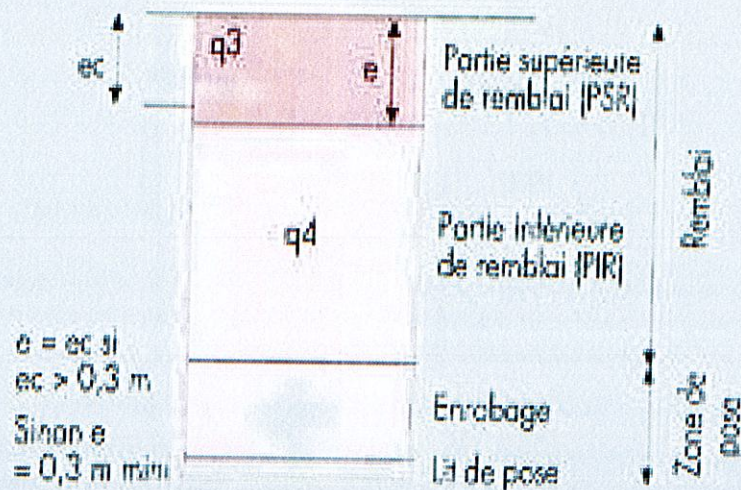 ec
q3
e
Partie supérieure
de remblai (PSR)
Remblai
q4
Partie inférieure
de remblai (PIR)
e = ec si
ec > 0,3 m
Sinon e
= 0,3 m mini
Enrobage
Lit de pose
Zone de
pose